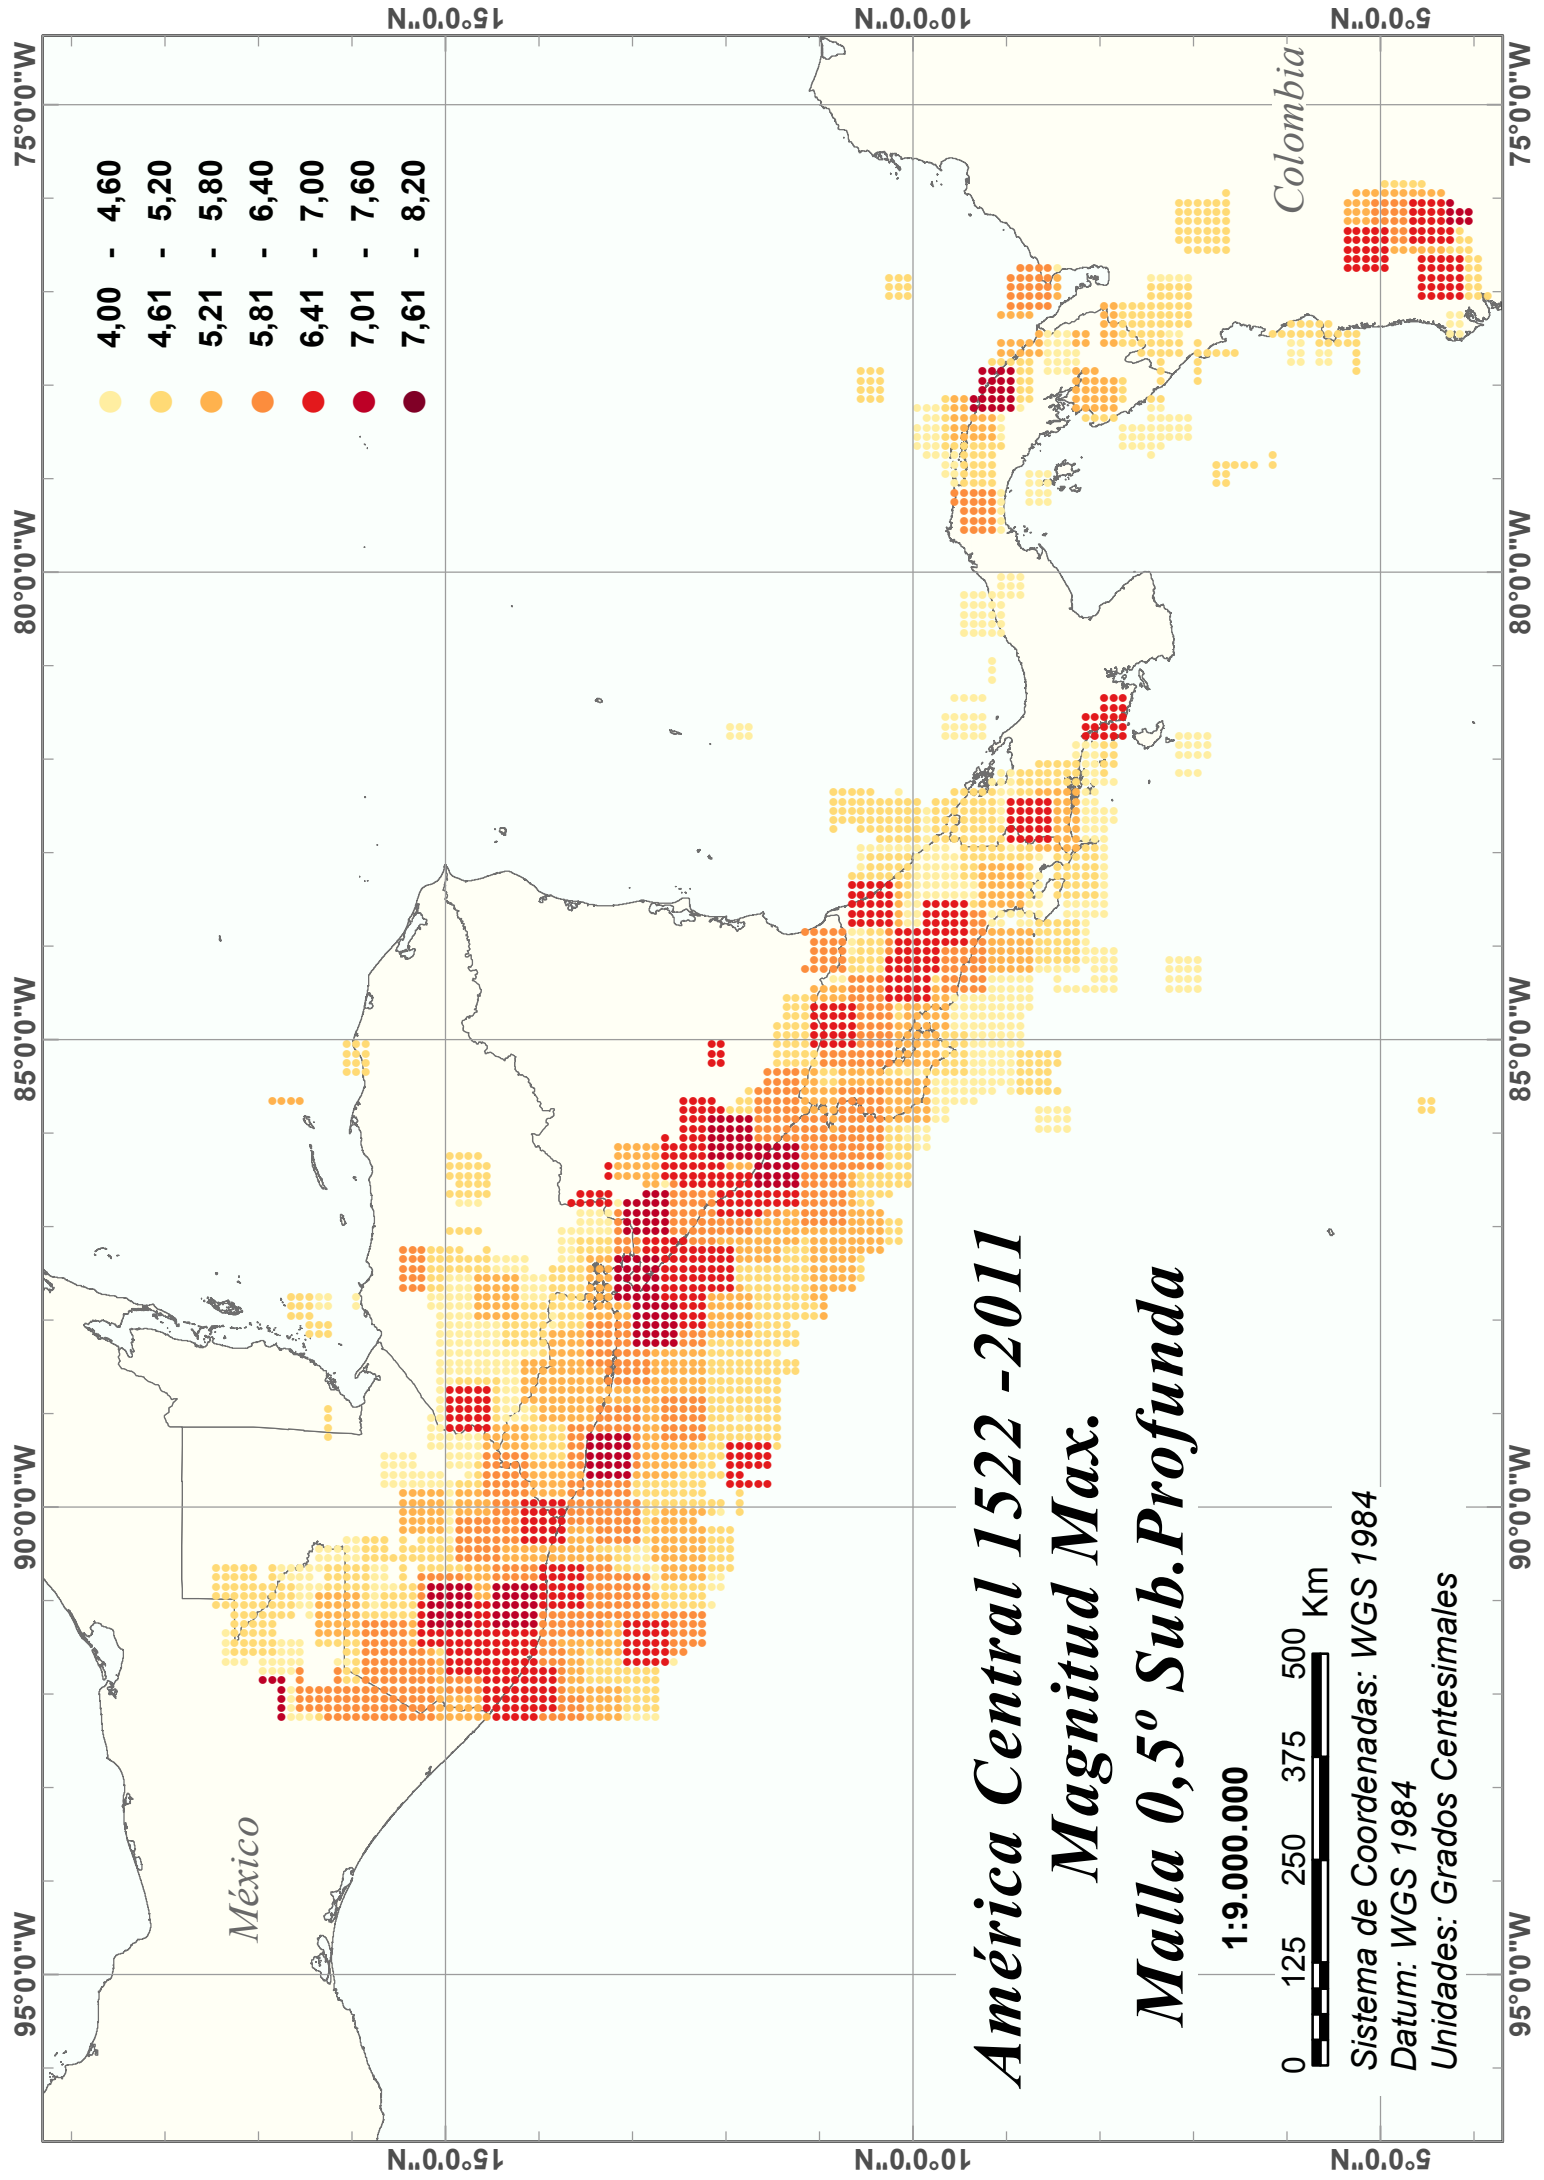 15°0'0"N
10°0'0"N
5°0'0"N
95°0'0"W
90°0'0"W
85°0'0"W
80°0'0"W
75°0'0"W
4,00 - 4,60
4,61 - 5,20
5,21 - 5,80
5,81 - 6,40
6,41 - 7,00
7,01 - 7,60
7,61 - 8,20
México
Colombia
América Central 1522 -2011
Magnitud Max.
Malla 0,5º Sub.Profunda
1:9.000.000
0 125 250 375 500
Km
Sistema de Coordenadas: WGS 1984
Datum: WGS 1984
Unidades: Grados Centesimales
95°0'0"W
90°0'0"W
85°0'0"W
80°0'0"W
75°0'0"W
15°0'0"N
10°0'0"N
5°0'0"N